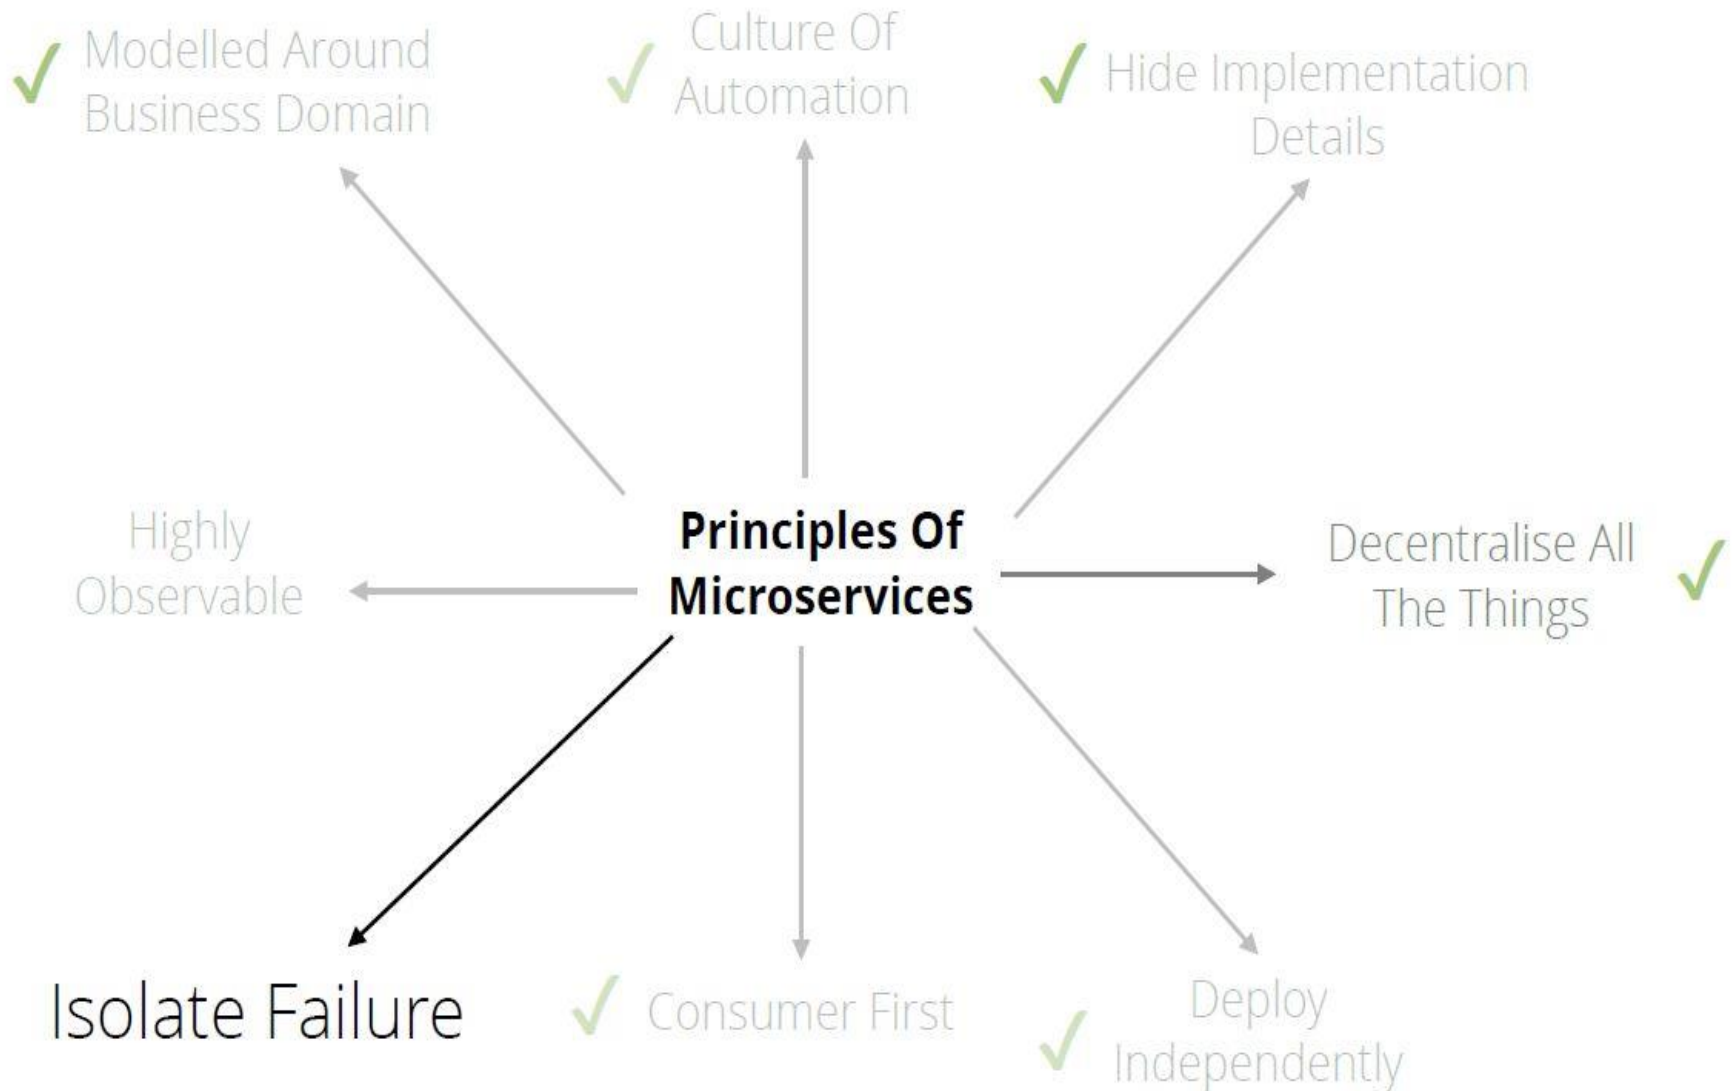 Modelled Around
Business Domain
Culture Of
Automation
Hide Implementation
Details
Highly
Observable
Principles Of
Microservices
Decentralise All
The Things
Isolate Failure
Consumer First
Deploy
Independently